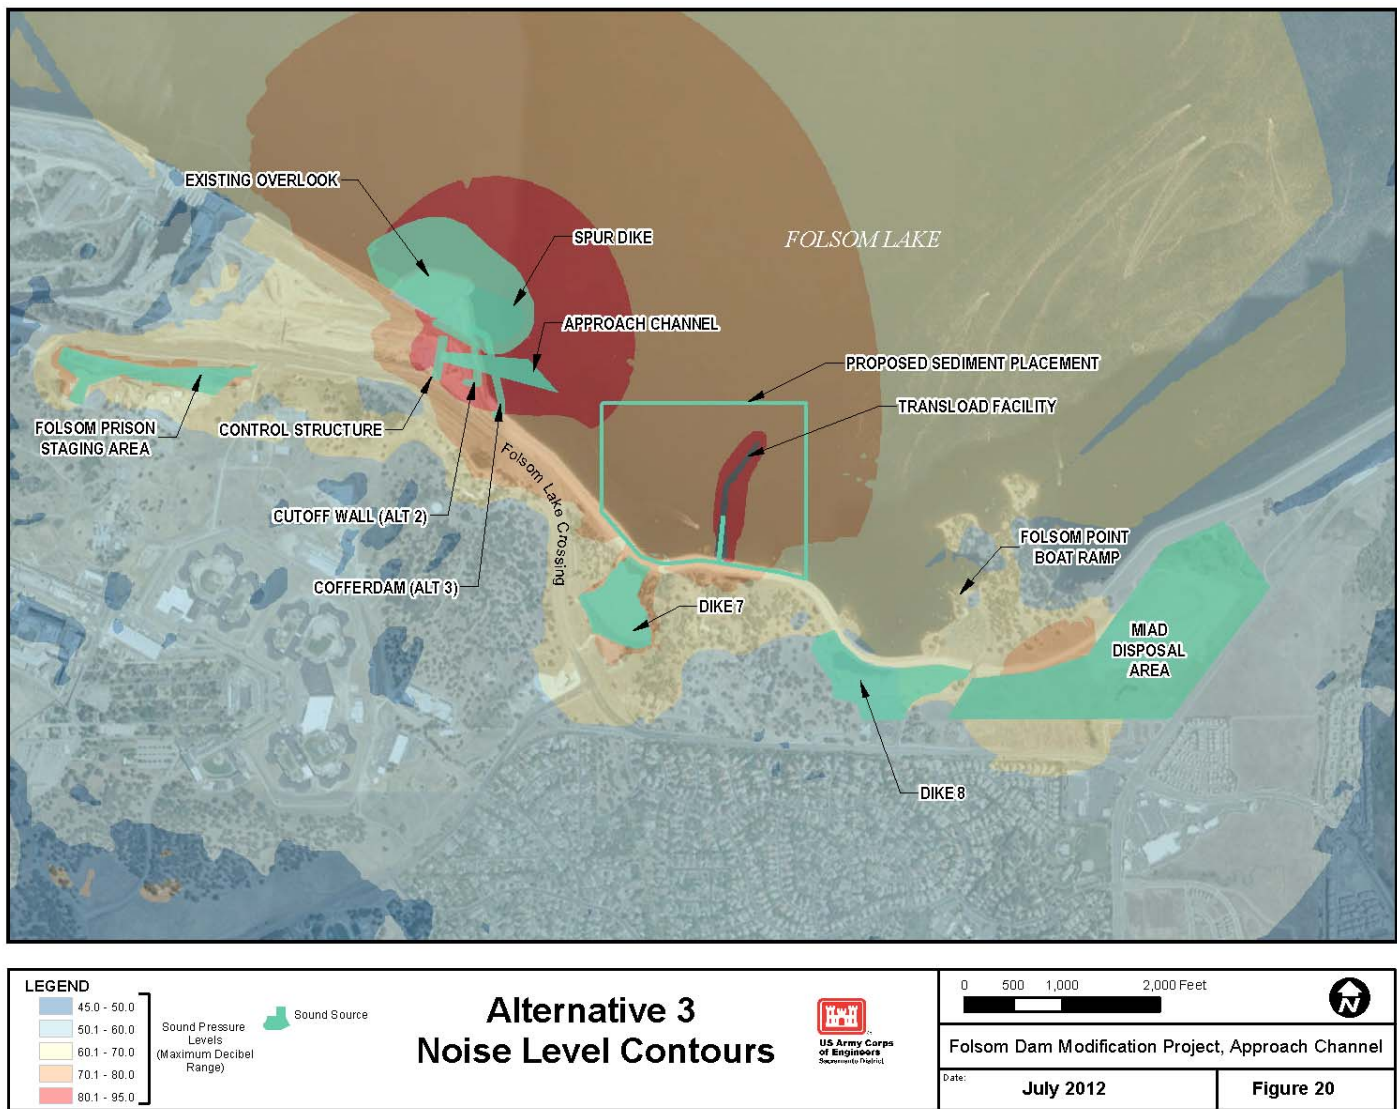 EXISTING OVERLOOK
SPUR DIKE
FOLSOM LAKE
APPROACH CHANNEL
PROPOSED SEDIMENT PLACEMENT
TRANSLOAD FACILITY
FOLSOM PRISON
STAGING AREA
CONTROL STRUCTURE
Folsom Lake Crossing
CUTOFF WALL (ALT 2)
COFFERDAM (ALT 3)
FOLSOM POINT
BOAT RAMP
DIKE 7
MIAD
DISPOSAL
AREA
DIKE 8
LEGEND
45.0 - 50.0
50.1 - 60.0
60.1 - 70.0
70.1 - 80.0
80.1 - 95.0
Sound Pressure
Levels
(Maximum Decibel
Range)
Sound Source
Alternative 3
Noise Level Contours
US Army Corps
of Engineers
Sacramento District
0 500 1,000 2,000 Feet
N
Folsom Dam Modification Project, Approach Channel
Date:
July 2012
Figure 20